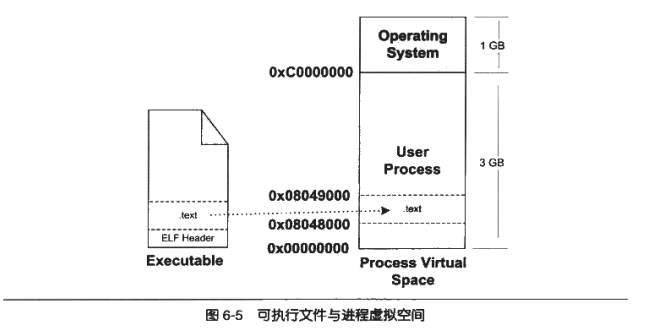 Operating
System
1 GB
0xC0000000
User
Process
3 GB
0x08049000
.text
.text
0x08048000
ELF Header
0x00000000
Executable
Process Virtual
Space
图 6-5 可执行文件与进程虚拟空间